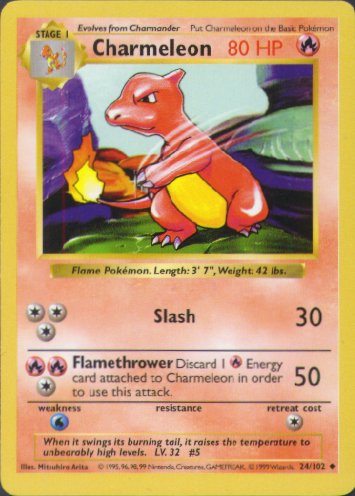 STAGE 1
Evolves from Charmander
Put Charmeleon on the Basic Pokémon
Charmeleon 80 HP
Flame Pokémon. Length: 3' 7", Weight: 42 lbs.
Slash 30
Flamethrower Discard 1 Energy
card attached to Charmeleon in order
to use this attack.
50
weakness resistance retreat cost
When it swings its burning tail, it raises the temperature to
unbearably high levels. LV. 32 #5
Illus. Mitsuhiro Arita © 1995, 96, 98, 99 Nintendo, Creatures, GAMEFREAK. © 1999 Wizards. 24/102